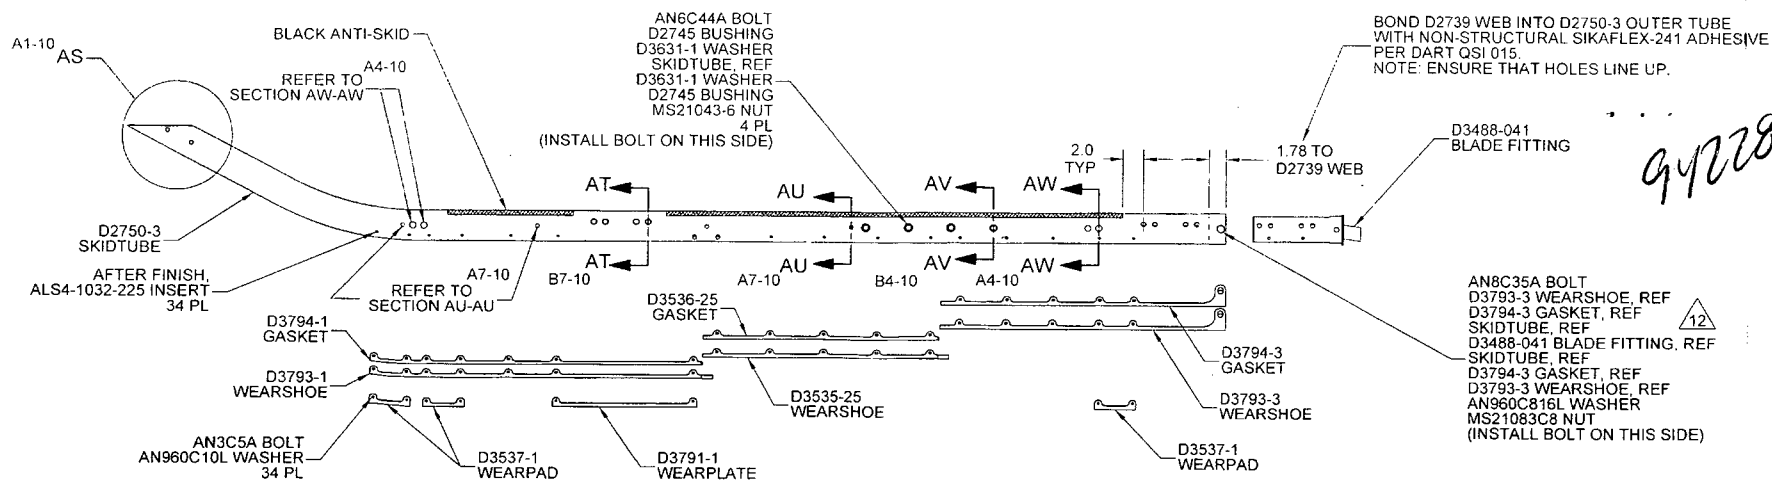 A1-10
AS
BLACK ANTI-SKID
A4-10
REFER TO
SECTION AW-AW
AN6C44A BOLT
D2745 BUSHING
D3631-1 WASHER
SKIDTUBE, REF
D3631-1 WASHER
D2745 BUSHING
MS21043-6 NUT
4 PL
(INSTALL BOLT ON THIS SIDE)
BOND D2739 WEB INTO D2750-3 OUTER TUBE
WITH NON-STRUCTURAL SIKAFLEX-241 ADHESIVE
PER DART QSI 015.
NOTE: ENSURE THAT HOLES LINE UP.
2.0
TYP
1.78 TO
D2739 WEB
D3488-041
BLADE FITTING
94228
AT
AU
AV
AW
D2750-3
SKIDTUBE
AFTER FINISH,
ALS4-1032-225 INSERT
34 PL
A7-10
REFER TO
SECTION AU-AU
AT
B7-10
A7-10
AU
B4-10
AV
A4-10
AW
D3794-1
GASKET
D3793-1
WEARSHOE
AN3C5A BOLT
AN960C10L WASHER
34 PL
D3537-1
WEARPAD
D3791-1
WEARPLATE
D3536-25
GASKET
D3535-25
WEARSHOE
D3794-3
GASKET
D3793-3
WEARSHOE
D3537-1
WEARPAD
AN8C35A BOLT
D3793-3 WEARSHOE, REF
D3794-3 GASKET, REF
12
SKIDTUBE, REF
D3488-041 BLADE FITTING, REF
SKIDTUBE, REF
D3794-3 GASKET, REF
D3793-3 WEARSHOE, REF
AN960C816L WASHER
MS21083C8 NUT
(INSTALL BOLT ON THIS SIDE)